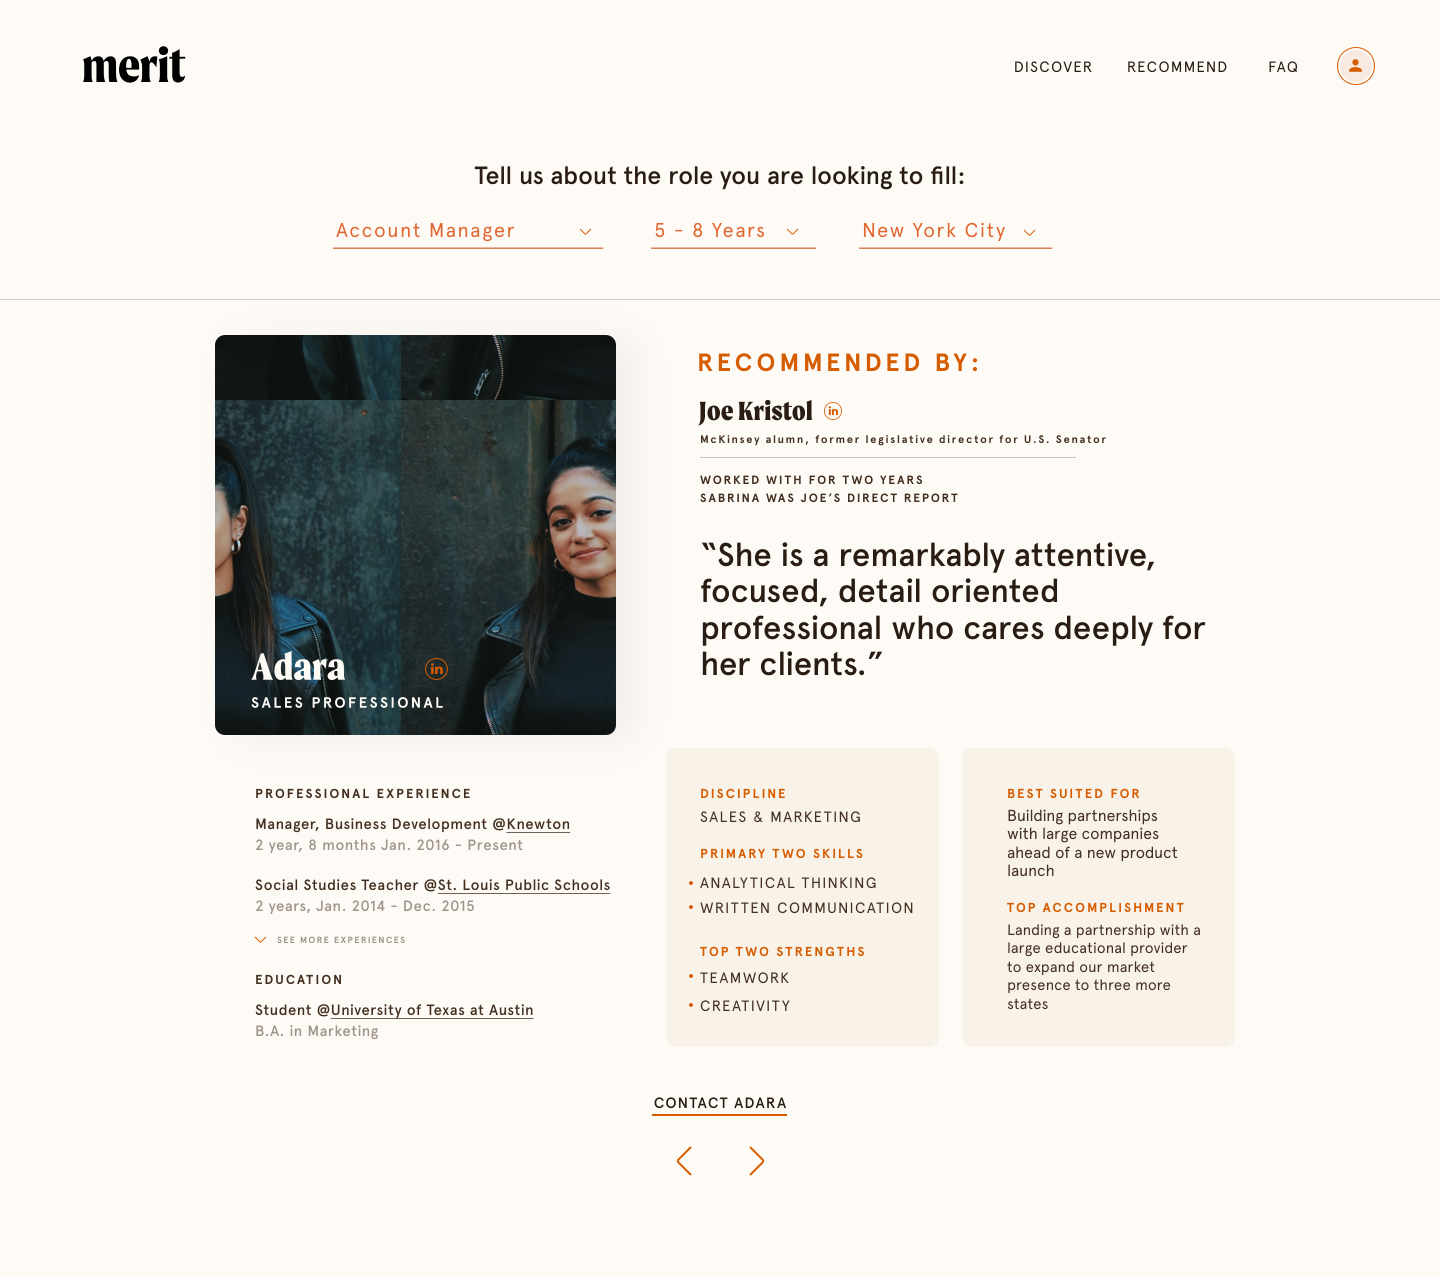 merit
DISCOVER
RECOMMEND
FAQ
Tell us about the role you are looking to fill:
Account Manager
5 - 8 Years
New York City
Adara
in
SALES PROFESSIONAL
RECOMMENDED BY:
Joe Kristol in
McKinsey alumn, former legislative director for U.S. Senator
WORKED WITH FOR TWO YEARS
SABRINA WAS JOE’S DIRECT REPORT
“She is a remarkably attentive,
focused, detail oriented
professional who cares deeply for
her clients.”
PROFESSIONAL EXPERIENCE
Manager, Business Development @Knewton
2 year, 8 months Jan. 2016 - Present
Social Studies Teacher @St. Louis Public Schools
2 years, Jan. 2014 - Dec. 2015
SEE MORE EXPERIENCES
EDUCATION
Student @University of Texas at Austin
B.A. in Marketing
DISCIPLINE
SALES & MARKETING
PRIMARY TWO SKILLS
• ANALYTICAL THINKING
• WRITTEN COMMUNICATION
TOP TWO STRENGTHS
• TEAMWORK
• CREATIVITY
BEST SUITED FOR
Building partnerships
with large companies
ahead of a new product
launch
TOP ACCOMPLISHMENT
Landing a partnership with a
large educational provider
to expand our market
presence to three more
states
CONTACT ADARA